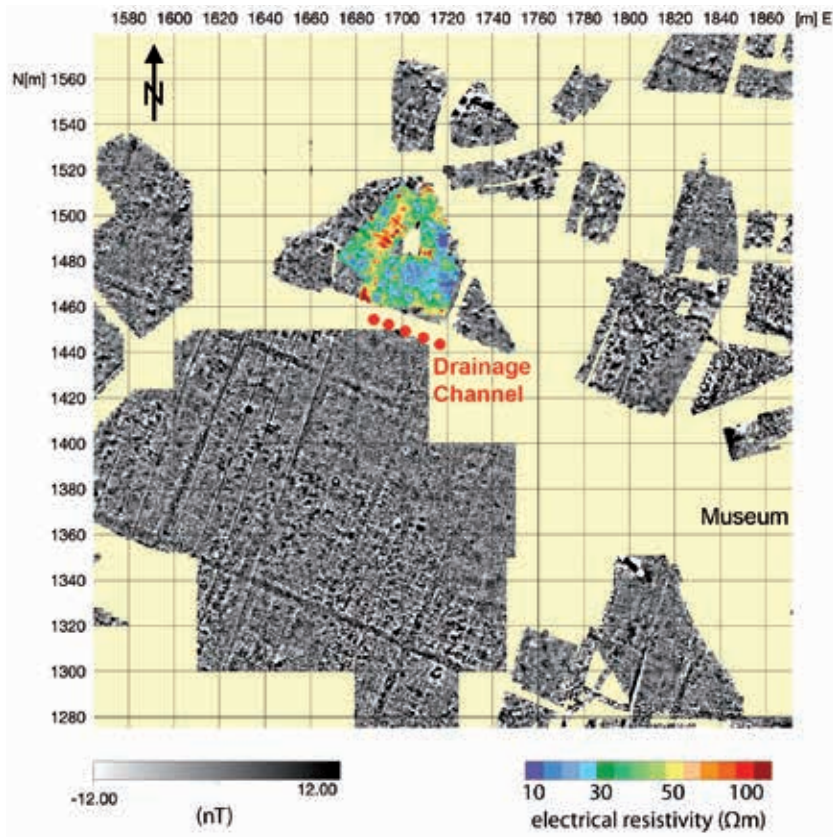 1580 1600 1620 1640 1660 1680 1700 1720 1740 1760 1780 1800 1820 1840 1860 [m] E
N[m] 1560
N
1540
1520
1500
1480
1460
1440
Drainage
Channel
1420
1400
1380
Museum
1360
1340
1320
1300
1280
-12.00 12.00
(nT)
10 30 50 100
electrical resistivity (Ωm)